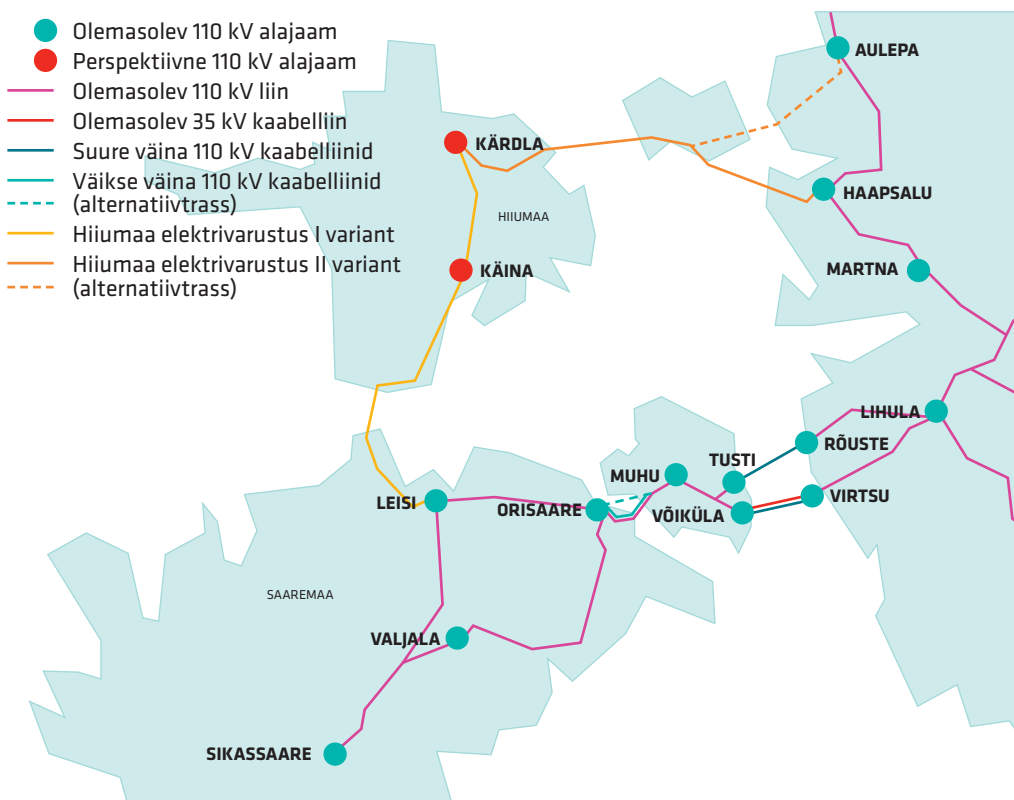 Olemasolev 110 kV alajaam
Perspektiivne 110 kV alajaam
Olemasolev 110 kV liin
Olemasolev 35 kV kaabelliin
Suure väina 110 kV kaabelliinid
Väikse väina 110 kV kaabelliinid
(alternatiivtrass)
Hiiumaa elektrivarustus I variant
Hiiumaa elektrivarustus II variant
(alternatiivtrass)
AULEPA
KÄRDLA
HAAPSALU
HIIUMAA
MARTNA
KÄINA
LIHULA
RÕUSTE
TUSTI
MUHU
VIRTSU
LEISI
ORISAARE
VÕIKÜLA
SAAREMAA
VALJALA
SIKASSAARE